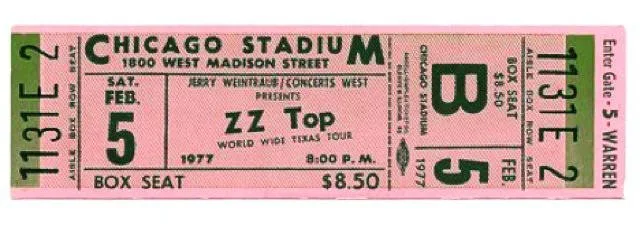 1131E 2
AISLE BOX ROW SEAT
CHICAGO STADIUM
1800 WEST MADISON STREET
SAT.
FEB.
5
JERRY WEINTRAUB/CONCERTS WEST
PRESENTS
ZZ TOP
WORLD WIDE TEXAS TOUR
1977 8:00 P. M.
BOX SEAT $8.50
CHICAGO STADIUM
1977
B
BOX SEAT
$8.50
FEB.
5
AISLE BOX ROW SEAT
1131E 2
Enter Gate - 5 - WARREN